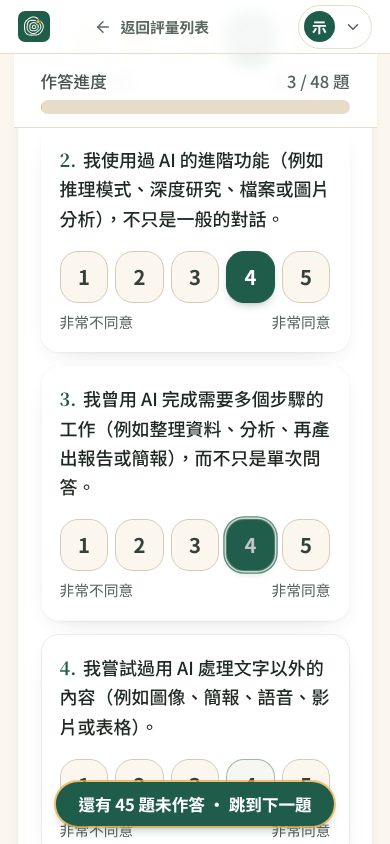 返回評量列表
示
作答進度
3 / 48 題
2. 我使用過 AI 的進階功能（例如
推理模式、深度研究、檔案或圖片
分析），不只是一般的對話。
1 2 3 4 5
非常不同意 非常同意
3. 我曾用 AI 完成需要多個步驟的
工作（例如整理資料、分析、再產
出報告或簡報），而不只是單次問
答。
1 2 3 4 5
非常不同意 非常同意
4. 我嘗試過用 AI 處理文字以外的
內容（例如圖像、簡報、語音、影
片或表格）。
1 2 3 4 5
還有 45 題未作答 · 跳到下一題
非常不同意 非常同意